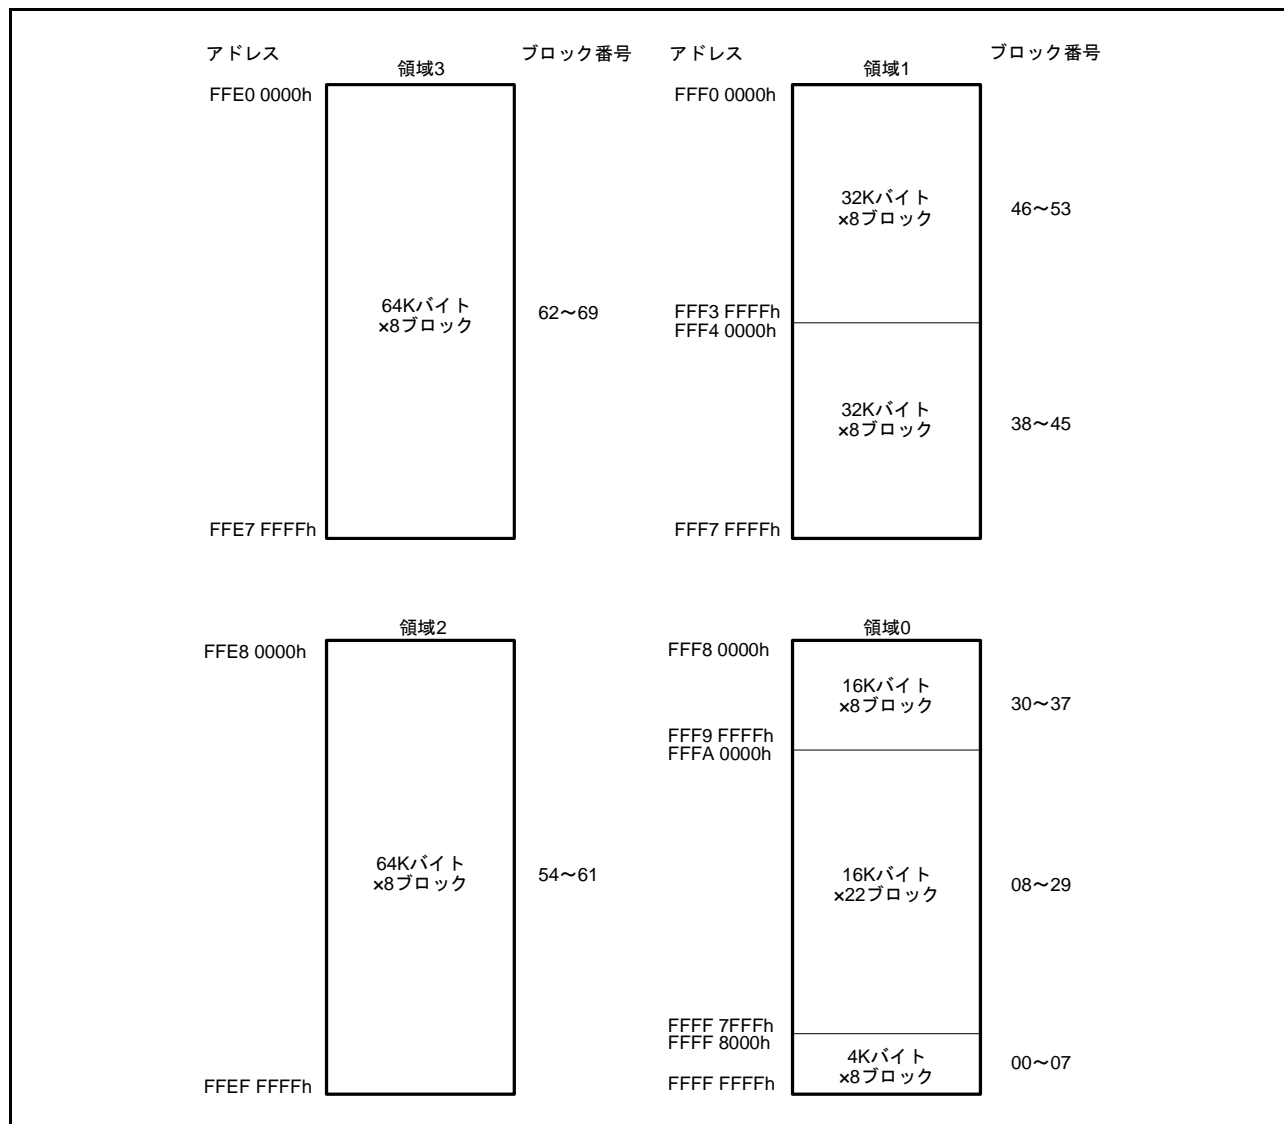 アドレス
領域3
ブロック番号
FFE0 0000h
64Kバイト
×8ブロック
62～69
FFE7 FFFFh
アドレス
領域1
ブロック番号
FFF0 0000h
32Kバイト
×8ブロック
46～53
FFF3 FFFFh
FFF4 0000h
32Kバイト
×8ブロック
38～45
FFF7 FFFFh
領域2
FFE8 0000h
64Kバイト
×8ブロック
54～61
FFEF FFFFh
領域0
FFF8 0000h
16Kバイト
×8ブロック
30～37
FFF9 FFFFh
FFFA 0000h
16Kバイト
×22ブロック
08～29
FFFF 7FFFh
FFFF 8000h
4Kバイト
×8ブロック
00～07
FFFF FFFFh